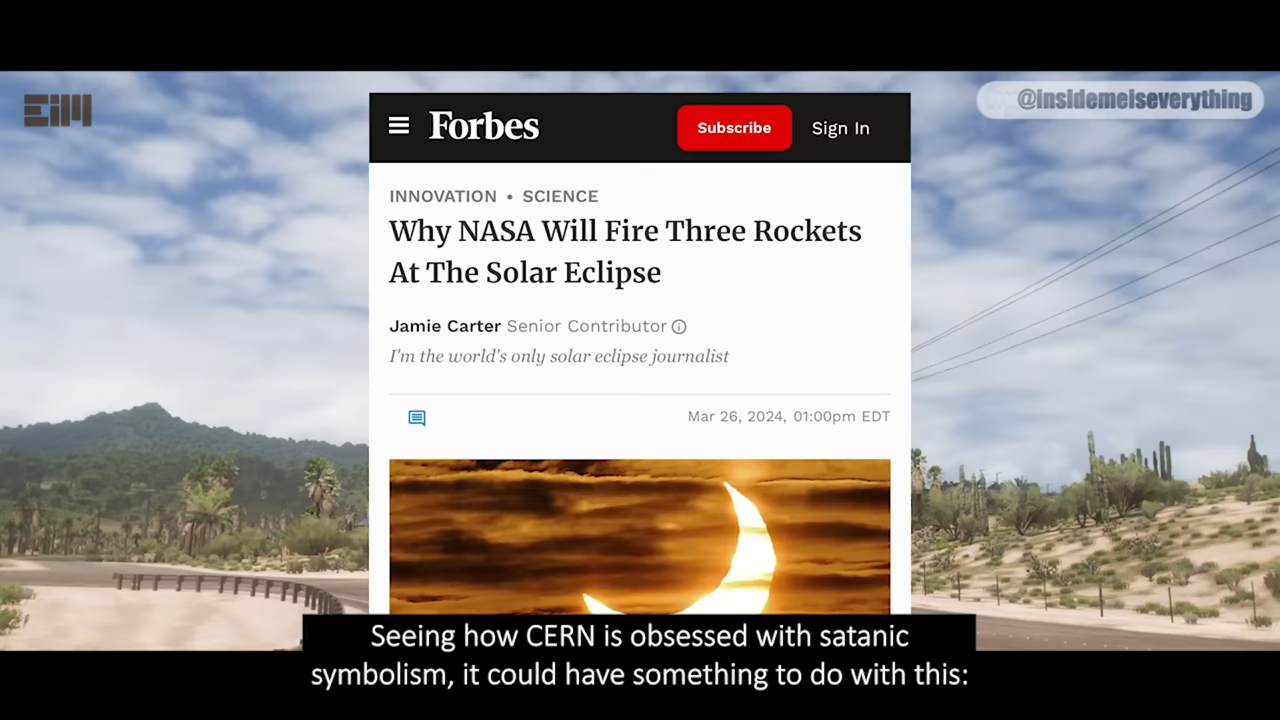 EiM
@insidemeiseverything
Forbes
Subscribe
Sign In
INNOVATION • SCIENCE
Why NASA Will Fire Three Rockets
At The Solar Eclipse
Jamie Carter Senior Contributor
I'm the world's only solar eclipse journalist
Mar 26, 2024, 01:00pm EDT
Seeing how CERN is obsessed with satanic
symbolism, it could have something to do with this: